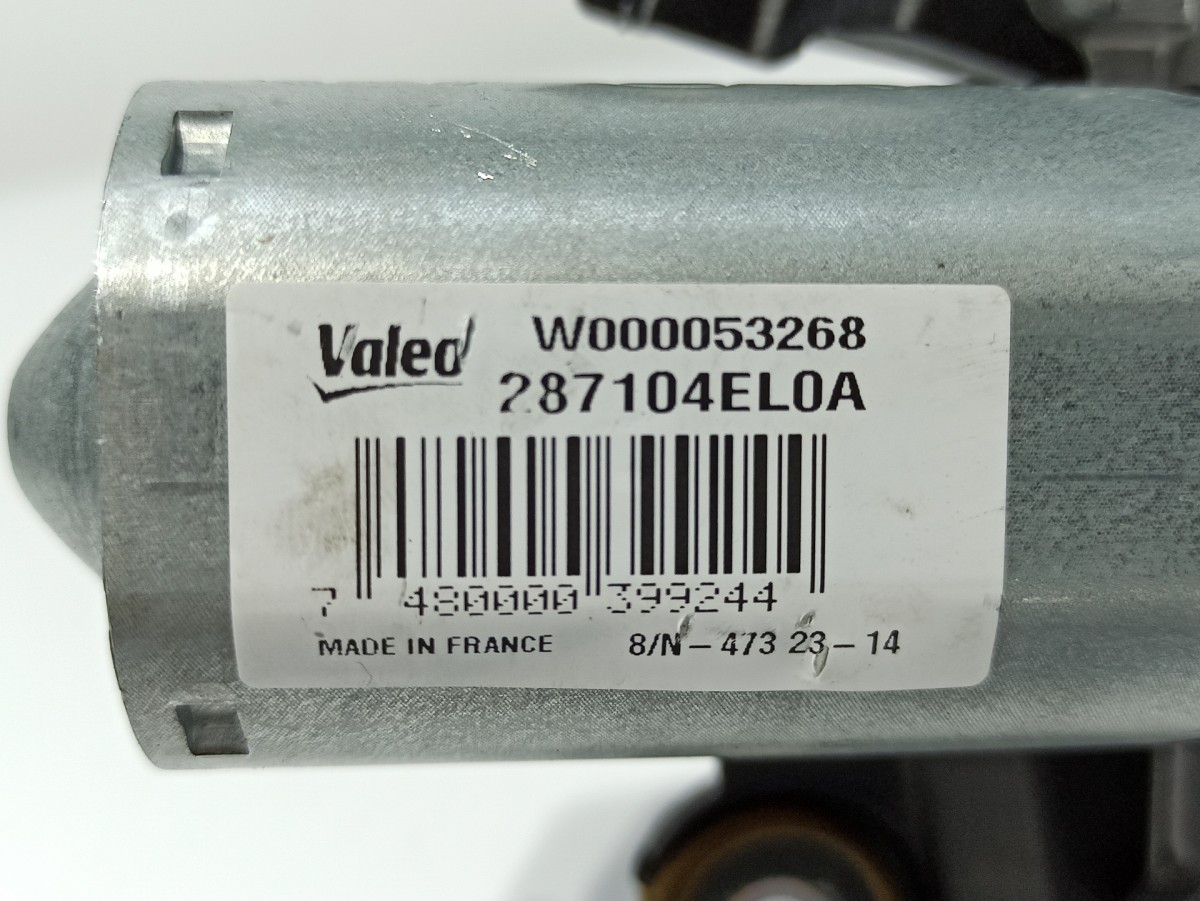 Valeo W000053268
287104EL0A
7 480000 399244
MADE IN FRANCE 8/N-473 23-14